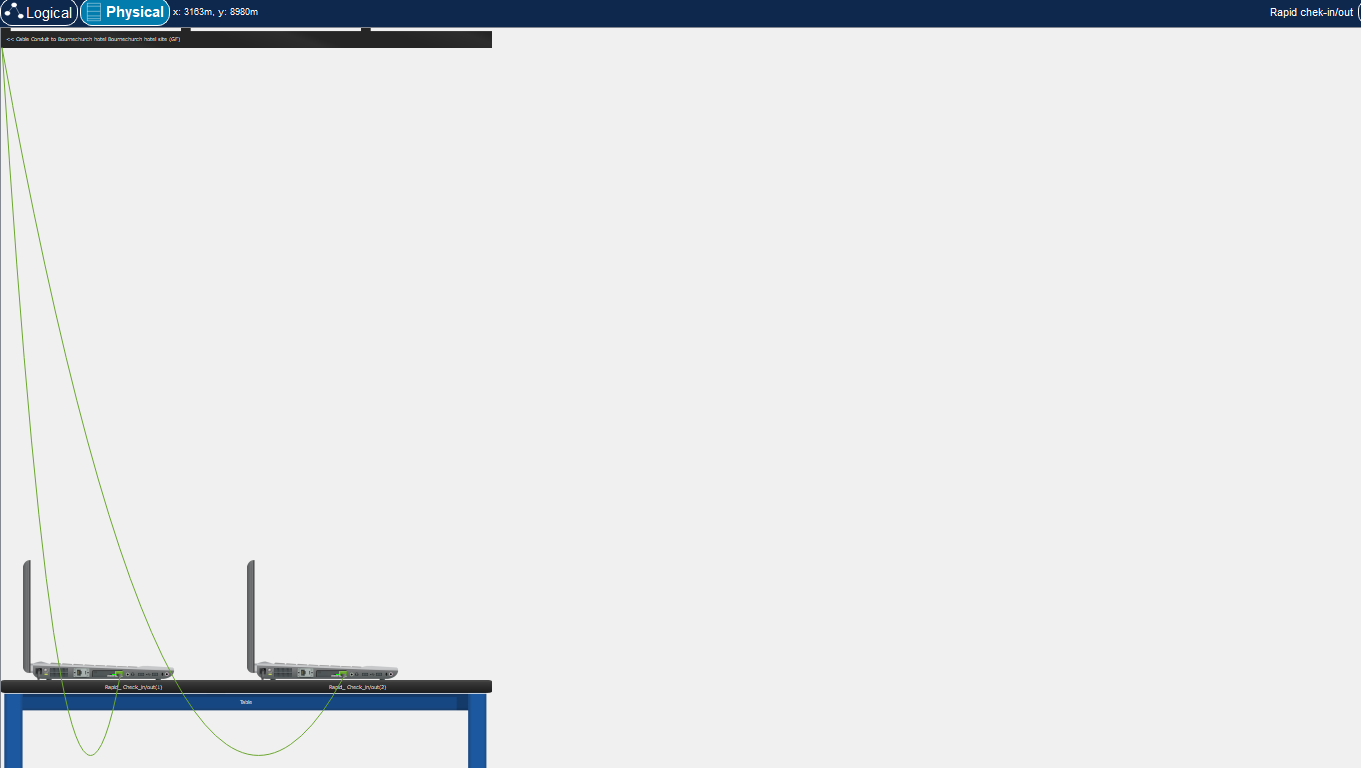 Logical Physical x: 3163m, y: 8980m Rapid chek-in/out
<< Cable Conduit to Bournechurch hotel Bournechurch hotel site (GF)
Rapid_ Check_in/out(1) Rapid_ Check_in/out(2)
Table